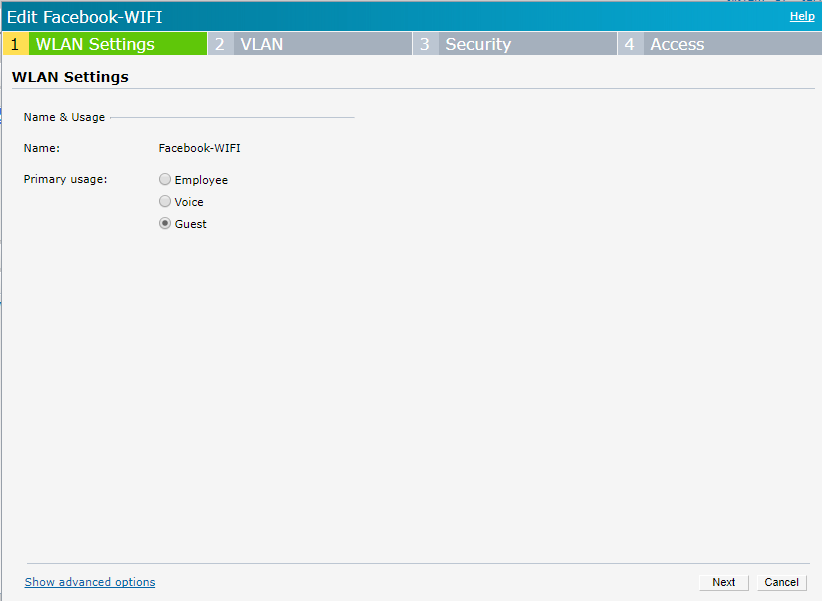 Edit Facebook-WIFI Help
1 WLAN Settings 2 VLAN 3 Security 4 Access
WLAN Settings
Name & Usage
Name: Facebook-WIFI
Primary usage: Employee
Voice
Guest
Show advanced options Next Cancel